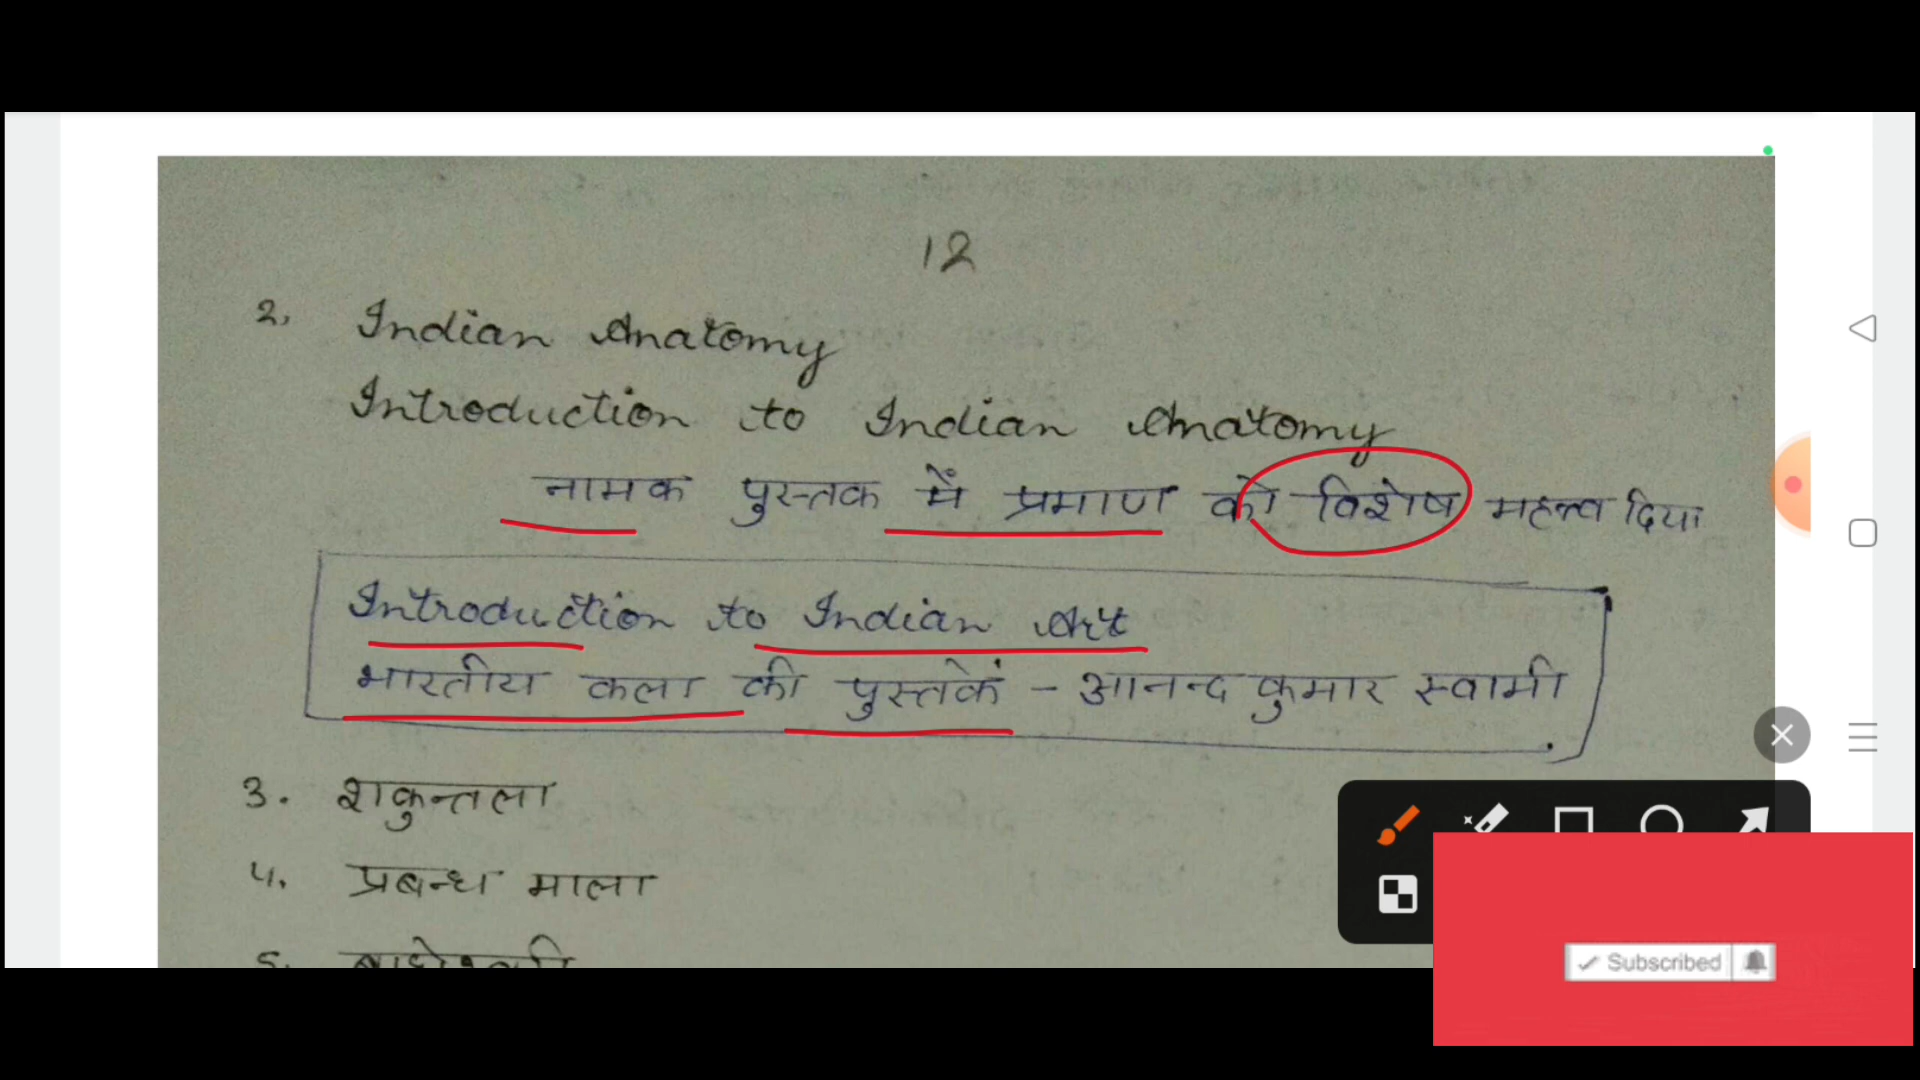 12
2. Indian Anatomy
Introduction to Indian Anatomy
नामक पुस्तक में प्रमाण को विशेष महत्व दिया
Introduction to Indian Art
भारतीय कला की पुस्तकें - आनन्द कुमार स्वामी
3. शकुन्तला
4. प्रबन्ध माला
5.
Subscribed